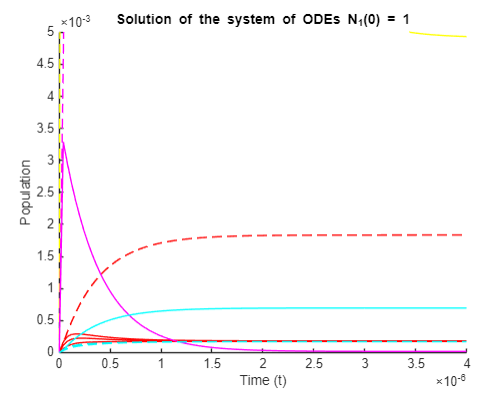 ×10⁻³ Solution of the system of ODEs N₁(0) = 1
5
4.5
4
3.5
3
2.5
2
1.5
1
0.5
0
Population
0 0.5 1 1.5 2 2.5 3 3.5 4
Time (t) ×10⁻⁶